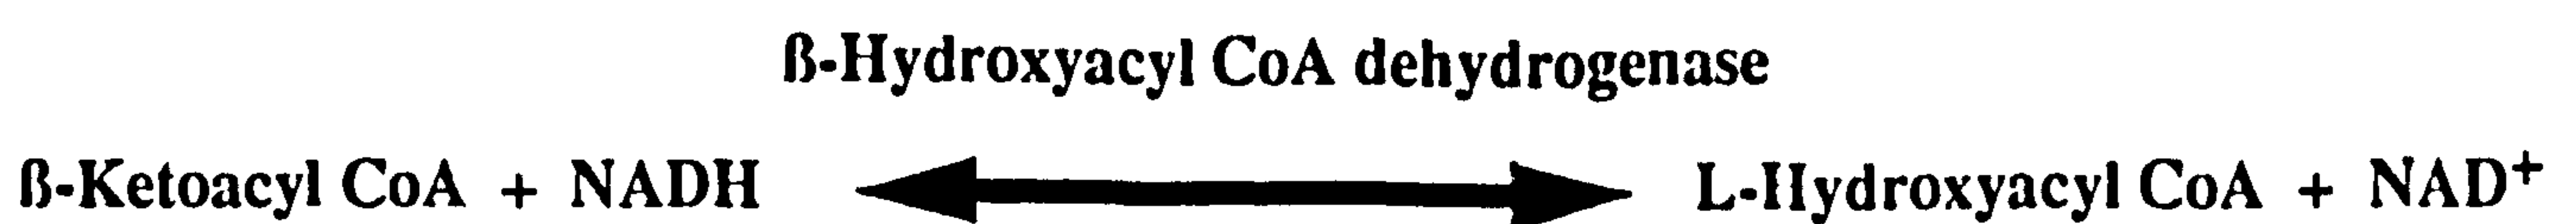 ß-Hydroxyacyl CoA dehydrogenase
ß-Ketoacyl CoA + NADH L-Hydroxyacyl CoA + NAD+